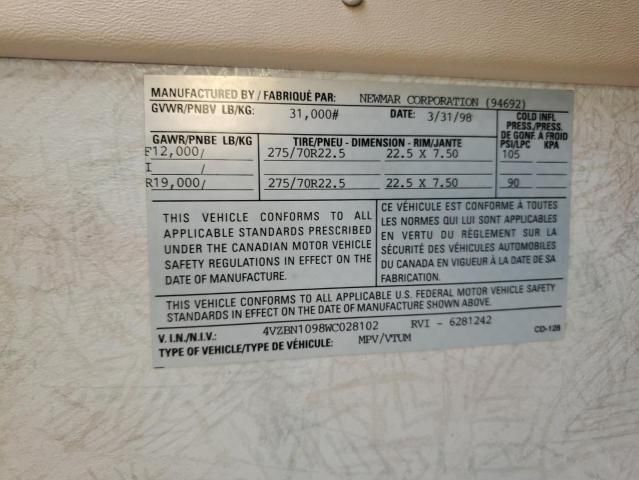 MANUFACTURED BY / FABRIQUÉ PAR: NEWMAR CORPORATION (94692)
GVWR/PNBV LB/KG: 31,000# DATE: 3/31/98
COLD INFL
PRESS./PRESS.
DE GONF. À FROID
GAWR/PNBE LB/KG TIRE/PNEU - DIMENSION - RIM/JANTE PSI/LPC KPA
F12,000/ 275/70R22.5 22.5 X 7.50 105
I /
R19,000/ 275/70R22.5 22.5 X 7.50 90
THIS VEHICLE CONFORMS TO ALL
APPLICABLE STANDARDS PRESCRIBED
UNDER THE CANADIAN MOTOR VEHICLE
SAFETY REGULATIONS IN EFFECT ON THE
DATE OF MANUFACTURE.
CE VÉHICULE EST CONFORME À TOUTES
LES NORMES QUI LUI SONT APPLICABLES
EN VERTU DU RÈGLEMENT SUR LA
SÉCURITÉ DES VÉHICULES AUTOMOBILES
DU CANADA EN VIGUEUR À LA DATE DE SA
FABRICATION.
THIS VEHICLE CONFORMS TO ALL APPLICABLE U.S. FEDERAL MOTOR VEHICLE SAFETY
STANDARDS IN EFFECT ON THE DATE OF MANUFACTURE SHOWN ABOVE.
V.I.N./N.I.V.: 4VZBN1098WC028102 RVI - 6281242
TYPE OF VEHICLE/TYPE DE VÉHICULE: MPV/VTUM CD-128